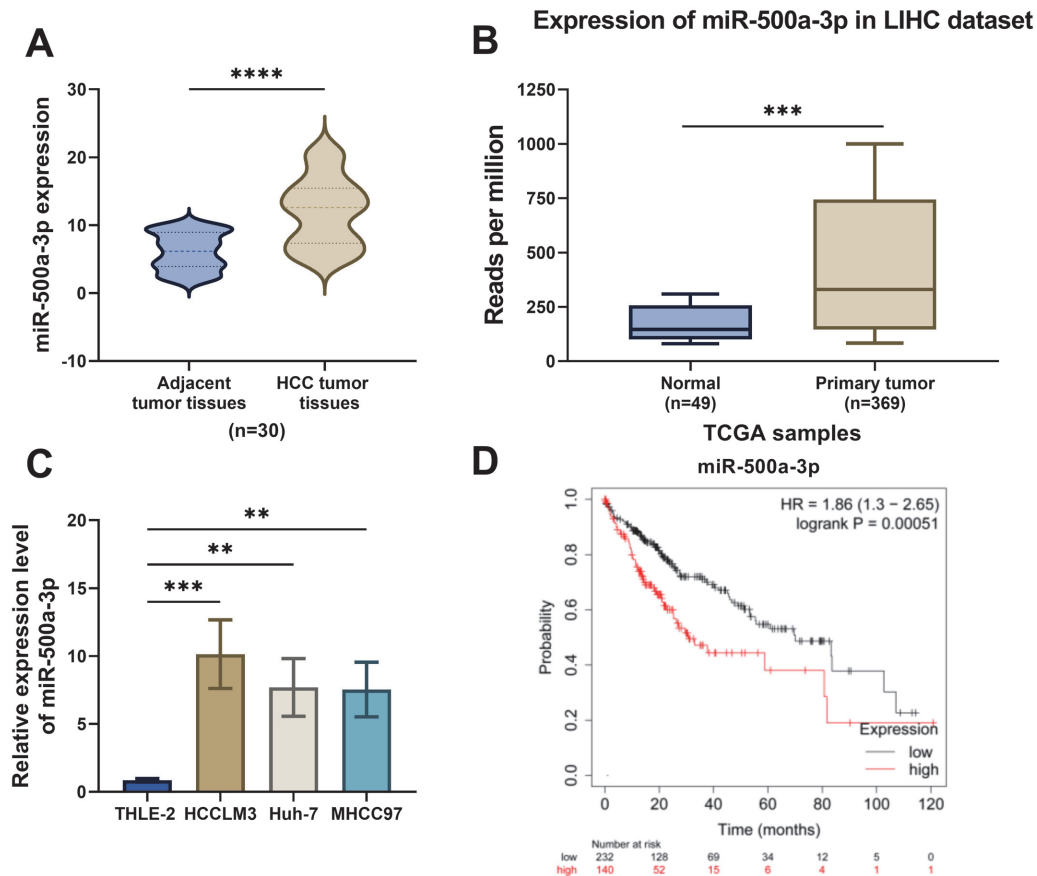 A
miR-500a-3p expression
30
20
10
0
-10
****
Adjacent
tumor tissues
HCC tumor
tissues
(n=30)
B
Expression of miR-500a-3p in LIHC dataset
Reads per million
1250
1000
750
500
250
0
***
Normal
(n=49)
Primary tumor
(n=369)
TCGA samples
C
Relative expression level
of miR-500a-3p
20
15
10
5
0
**
**
***
THLE-2 HCCLM3 Huh-7 MHCC97
D
miR-500a-3p
HR = 1.86 (1.3 − 2.65)
logrank P = 0.00051
Probability
1.0
0.8
0.6
0.4
0.2
0.0
Expression
low
high
0 20 40 60 80 100 120
Time (months)
Number at risk
low 232 128 69 34 12 5 0
high 140 52 15 6 4 1 1